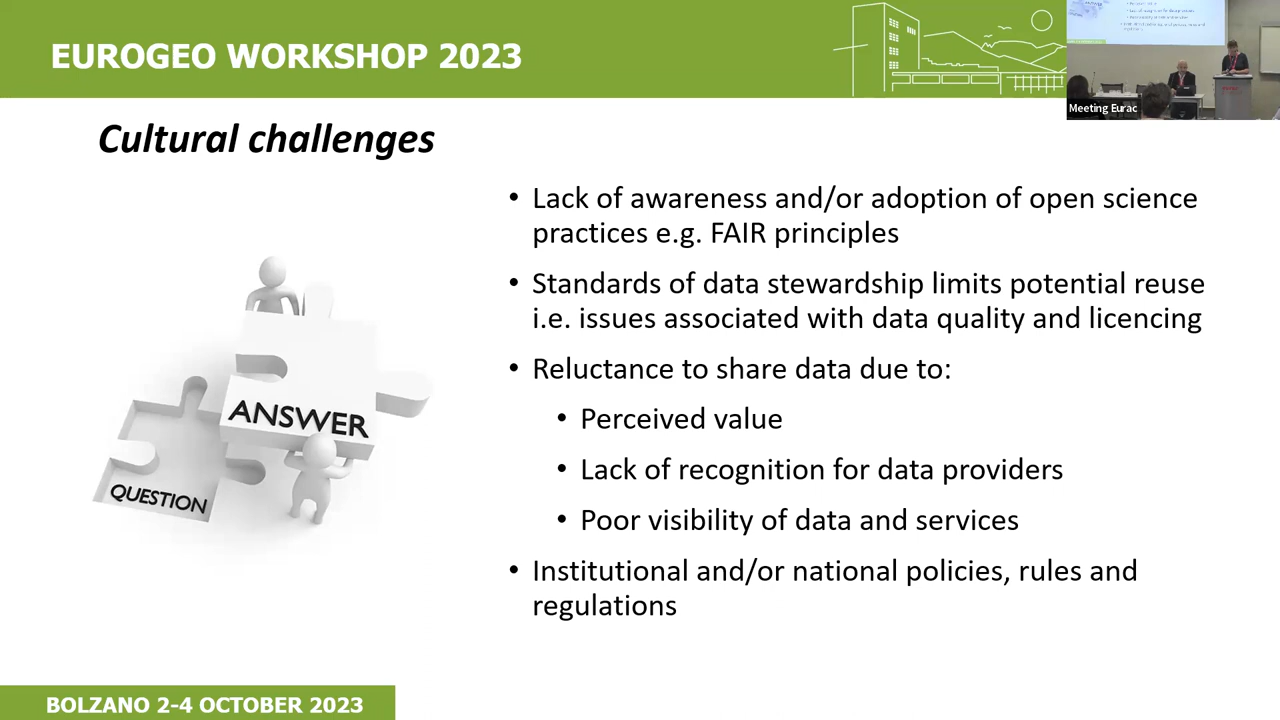 EUROGEO WORKSHOP 2023
Meeting Eurac
Cultural challenges
• Lack of awareness and/or adoption of open science
practices e.g. FAIR principles
• Standards of data stewardship limits potential reuse
i.e. issues associated with data quality and licencing
• Reluctance to share data due to:
• Perceived value
• Lack of recognition for data providers
• Poor visibility of data and services
• Institutional and/or national policies, rules and
regulations
ANSWER
QUESTION
BOLZANO 2-4 OCTOBER 2023